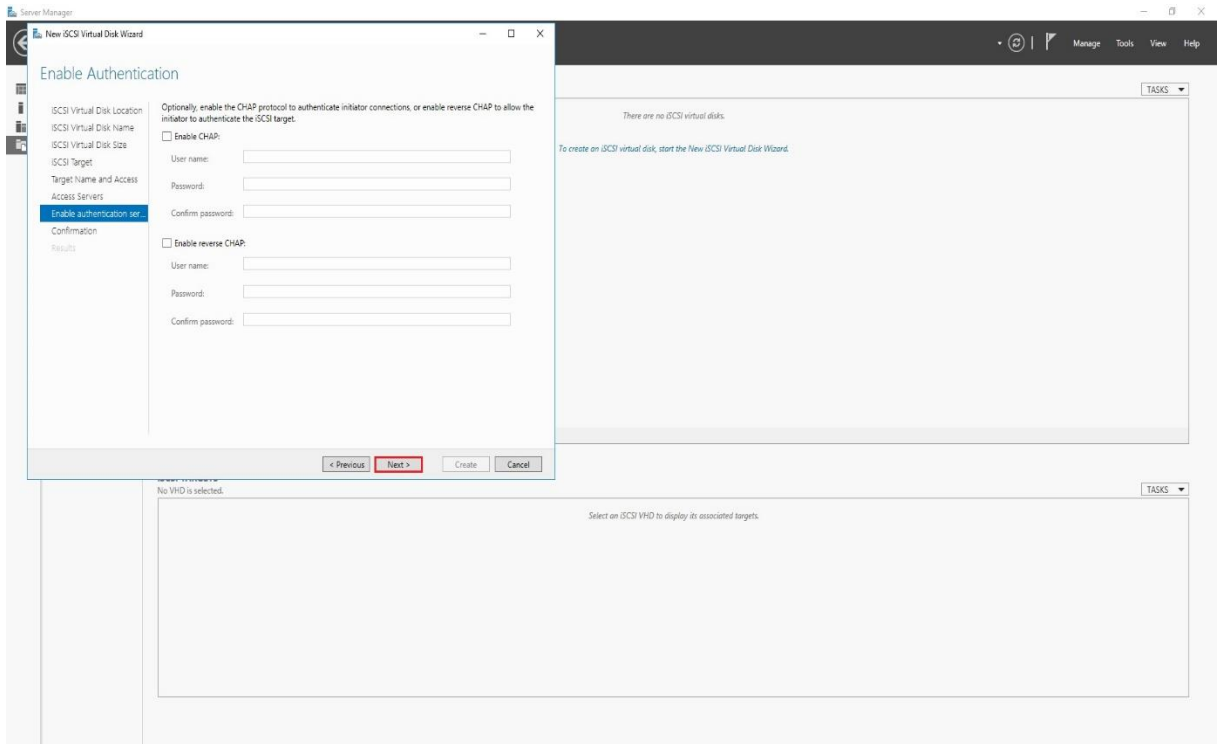 Server Manager
New iSCSI Virtual Disk Wizard
Manage Tools View Help
Enable Authentication
TASKS
iSCSI Virtual Disk Location
iSCSI Virtual Disk Name
iSCSI Virtual Disk Size
iSCSI Target
Target Name and Access
Access Servers
Enable authentication ser...
Confirmation
Results
Optionally, enable the CHAP protocol to authenticate initiator connections, or enable reverse CHAP to allow the
initiator to authenticate the iSCSI target.
Enable CHAP:
User name:
Password:
Confirm password:
Enable reverse CHAP:
User name:
Password:
Confirm password:
< Previous Next > Create Cancel
There are no iSCSI virtual disks.
To create an iSCSI virtual disk, start the New iSCSI Virtual Disk Wizard.
No VHD is selected.
TASKS
Select an iSCSI VHD to display its associated targets.